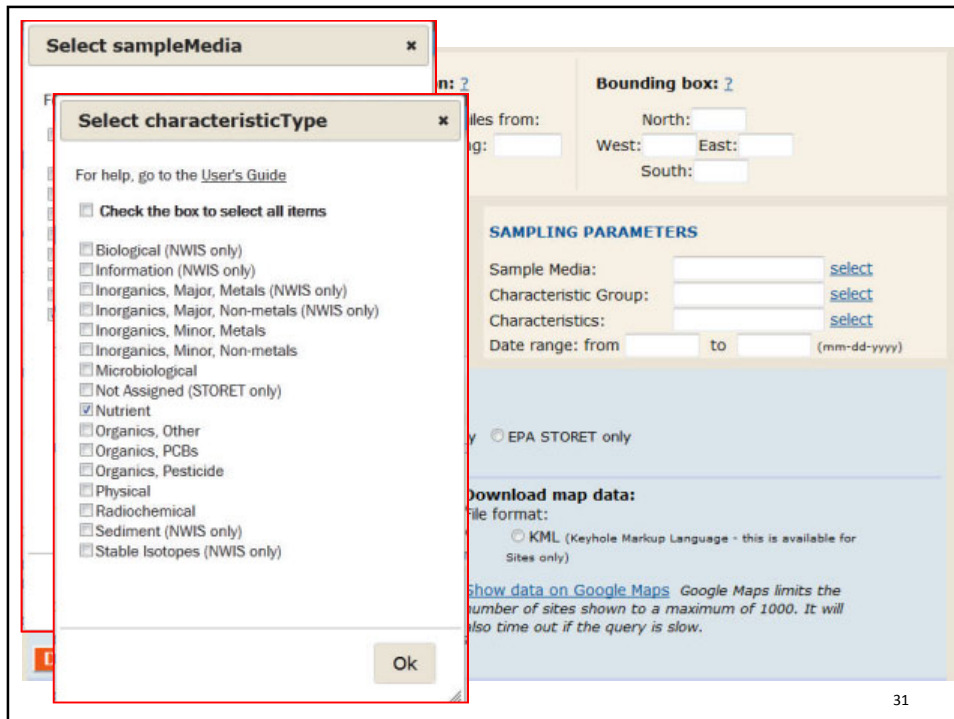 Select sampleMedia ×
Select characteristicType ×
For help, go to the User's Guide
Check the box to select all items
Biological (NWIS only)
Information (NWIS only)
Inorganics, Major, Metals (NWIS only)
Inorganics, Major, Non-metals (NWIS only)
Inorganics, Minor, Metals
Inorganics, Minor, Non-metals
Microbiological
Not Assigned (STORET only)
Nutrient
Organics, Other
Organics, PCBs
Organics, Pesticide
Physical
Radiochemical
Sediment (NWIS only)
Stable Isotopes (NWIS only)
Ok
n: ?
iles from:
g:
Bounding box: ?
North:
West: East:
South:
SAMPLING PARAMETERS
Sample Media: select
Characteristic Group: select
Characteristics: select
Date range: from to (mm-dd-yyyy)
y EPA STORET only
Download map data:
File format:
KML (Keyhole Markup Language - this is available for
Sites only)
Show data on Google Maps Google Maps limits the
number of sites shown to a maximum of 1000. It will
also time out if the query is slow.
31